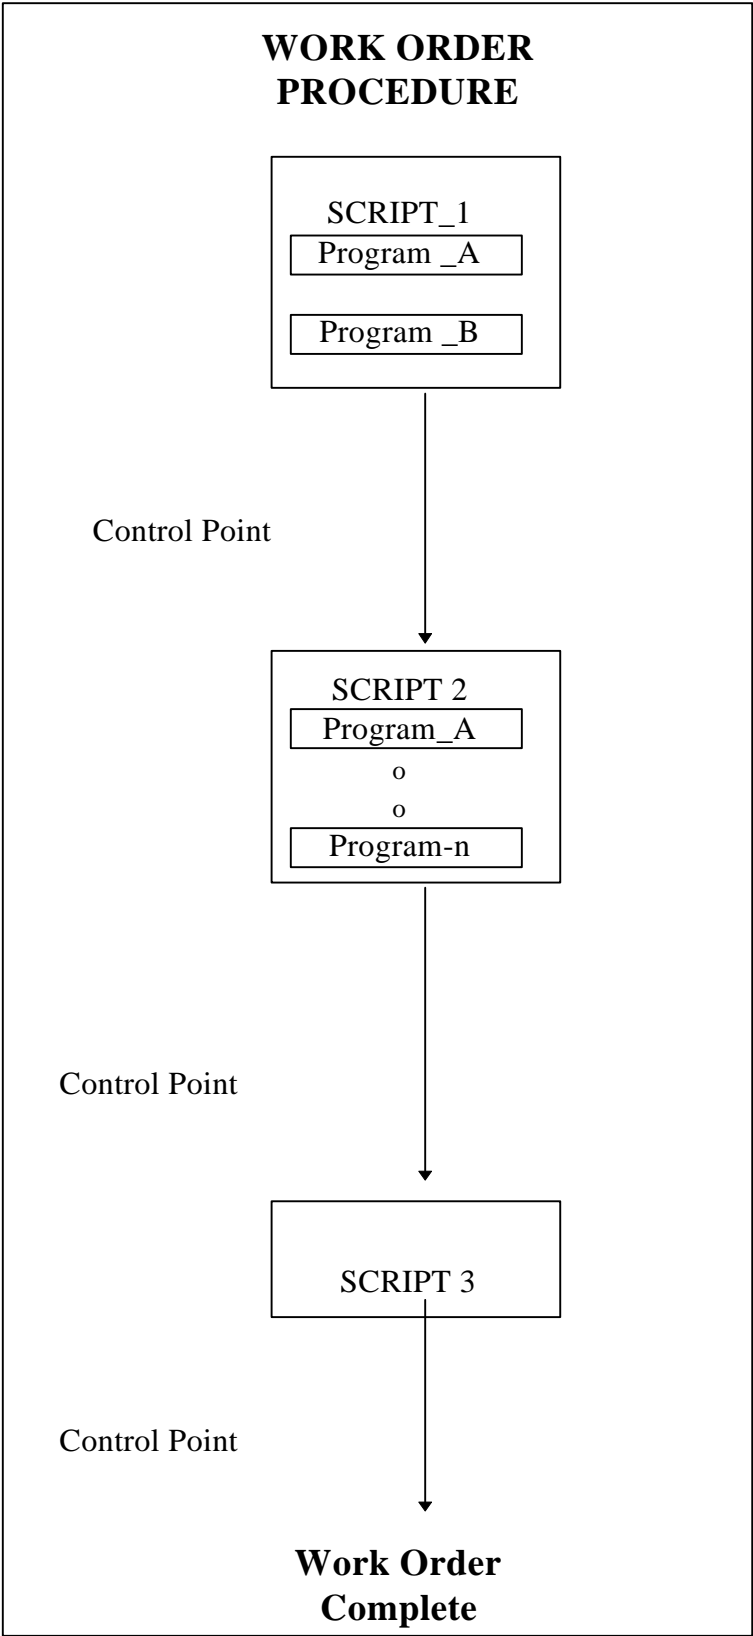 WORK ORDER
PROCEDURE
SCRIPT_1
Program _A
Program _B
Control Point
SCRIPT 2
Program_A
o
o
Program-n
Control Point
SCRIPT 3
Control Point
Work Order
Complete